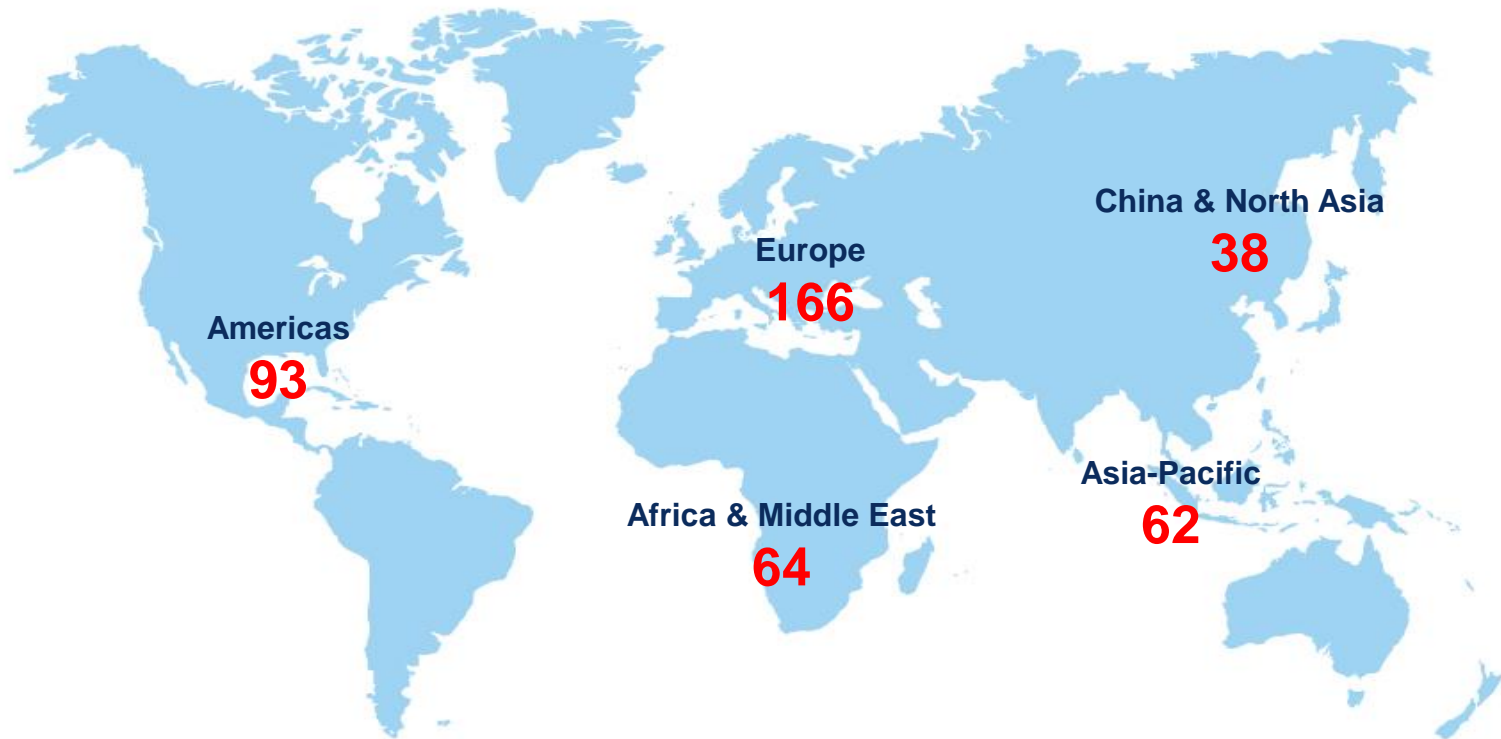 China & North Asia
38
Europe
166
Americas
93
Asia-Pacific
62
Africa & Middle East
64